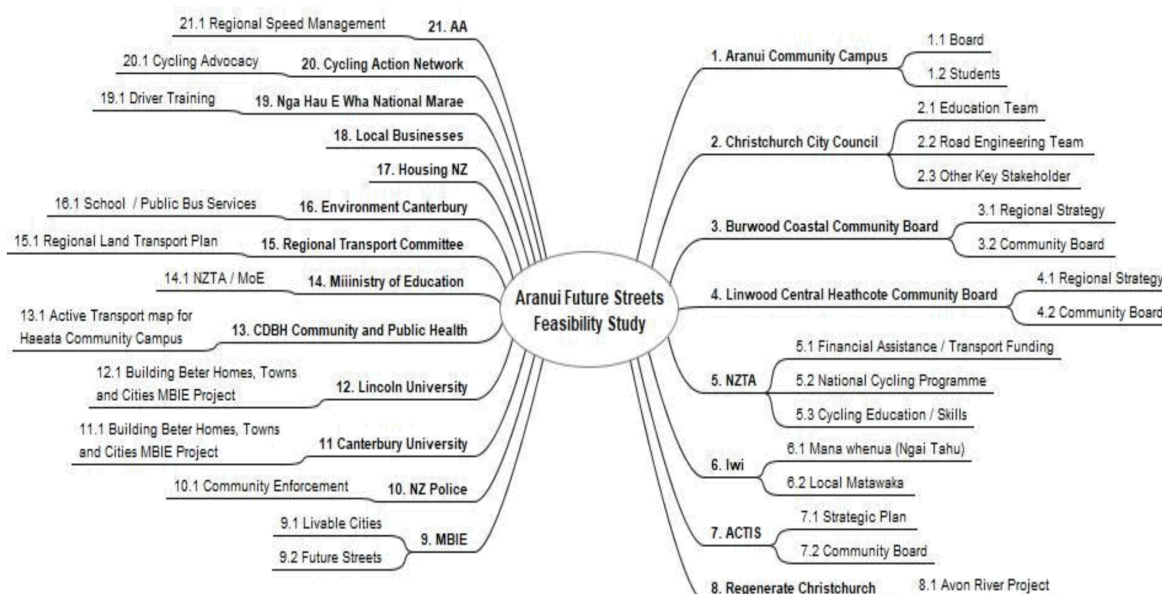 Aranui Future Streets
Feasibility Study
1. Aranui Community Campus
1.1 Board
1.2 Students
2. Christchurch City Council
2.1 Education Team
2.2 Road Engineering Team
2.3 Other Key Stakeholder
3. Burwood Coastal Community Board
3.1 Regional Strategy
3.2 Community Board
4. Linwood Central Heathcote Community Board
4.1 Regional Strategy
4.2 Community Board
5. NZTA
5.1 Financial Assistance / Transport Funding
5.2 National Cycling Programme
5.3 Cycling Education / Skills
6. Iwi
6.1 Mana whenua (Ngai Tahu)
6.2 Local Matawaka
7. ACTIS
7.1 Strategic Plan
7.2 Community Board
8. Regenerate Christchurch
8.1 Avon River Project
9. MBIE
9.1 Livable Cities
9.2 Future Streets
10. NZ Police
10.1 Community Enforcement
11 Canterbury University
11.1 Building Beter Homes, Towns
and Cities MBIE Project
12. Lincoln University
12.1 Building Beter Homes, Towns
and Cities MBIE Project
13. CDBH Community and Public Health
13.1 Active Transport map for
Haeata Community Campus
14. Miiinistry of Education
14.1 NZTA / MoE
15. Regional Transport Committee
15.1 Regional Land Transport Plan
16. Environment Canterbury
16.1 School / Public Bus Services
17. Housing NZ
18. Local Businesses
19. Nga Hau E Wha National Marae
19.1 Driver Training
20. Cycling Action Network
20.1 Cycling Advocacy
21. AA
21.1 Regional Speed Management